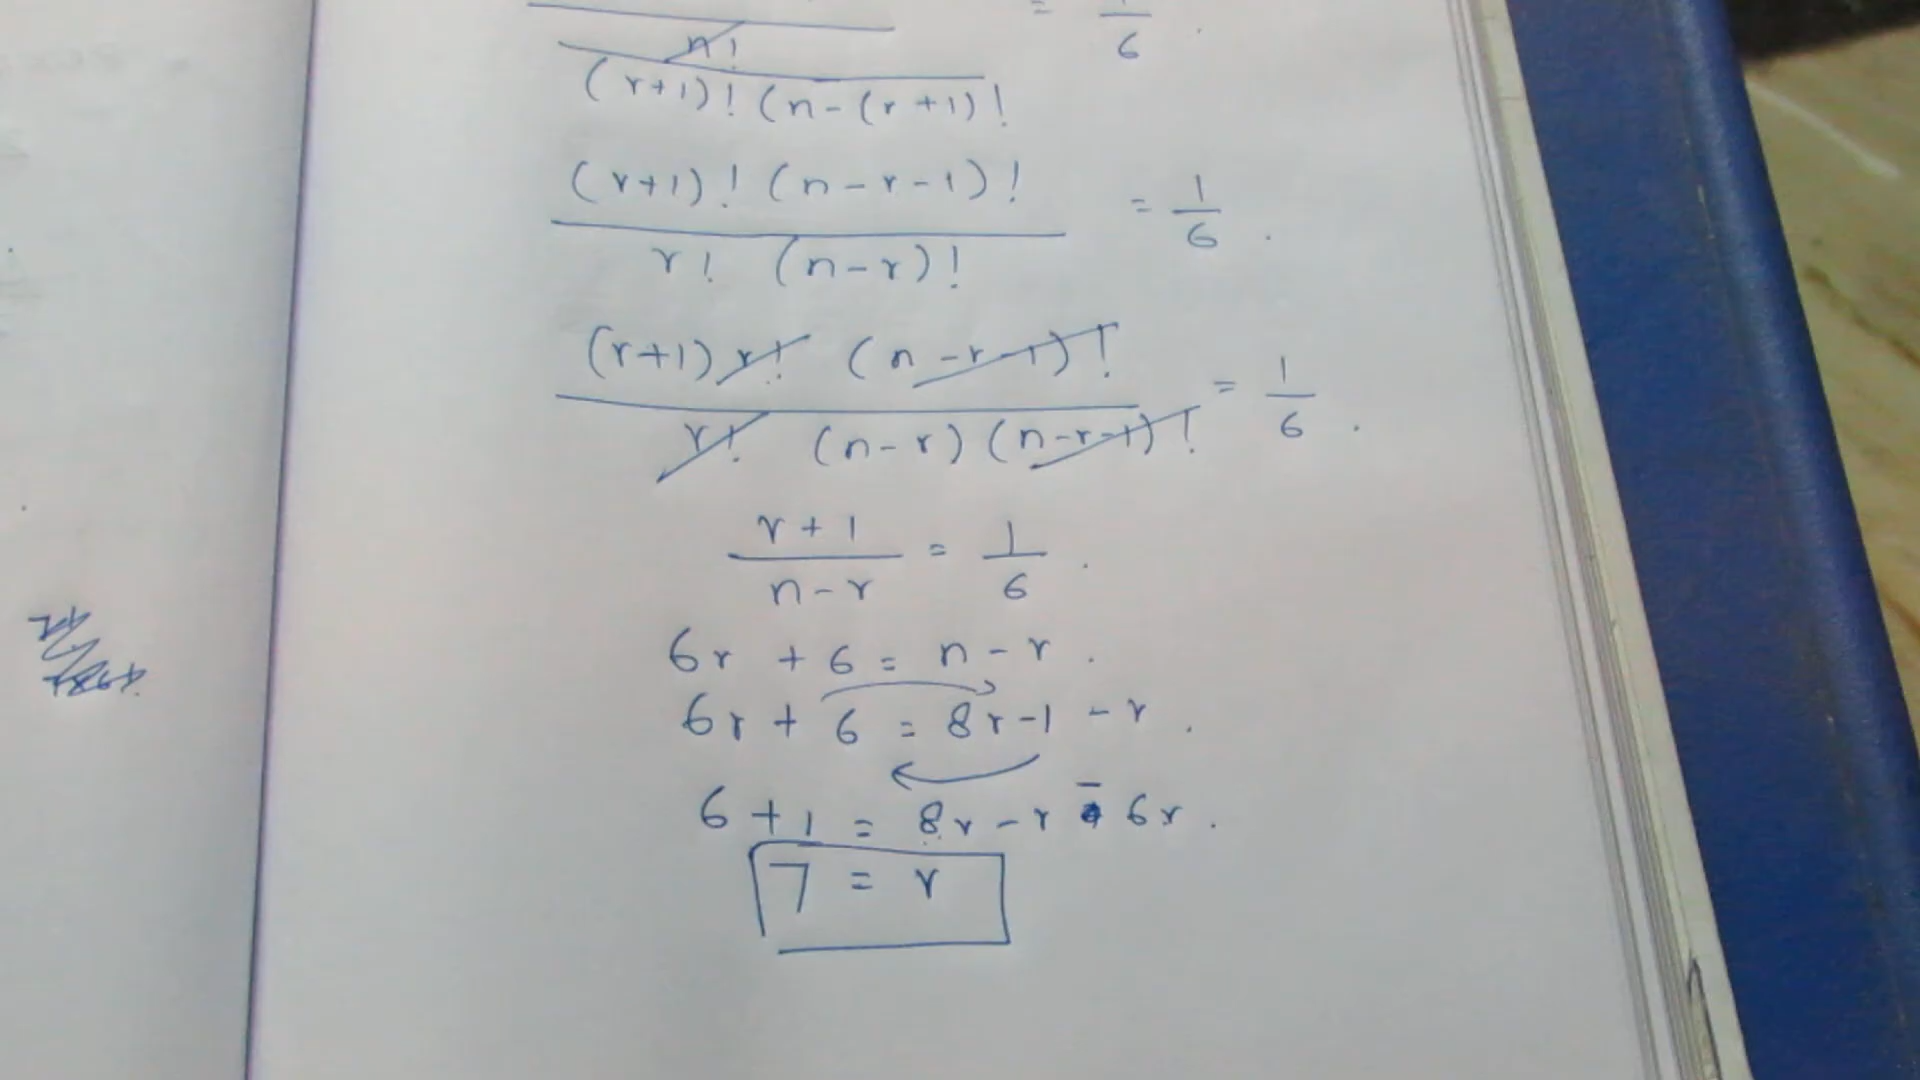 n! = 1/6 .
(r+1)! (n-(r+1)!
(r+1)! (n-r-1)! / r! (n-r)! = 1/6 .
(r+1) r! (n-r-1)! / r! (n-r) (n-r-1)! = 1/6 .
r+1 / n-r = 1/6 .
6r + 6 = n - r .
6r + 6 = 8r-1 - r .
6 + 1 = 8r - r - 6r .
7 = r